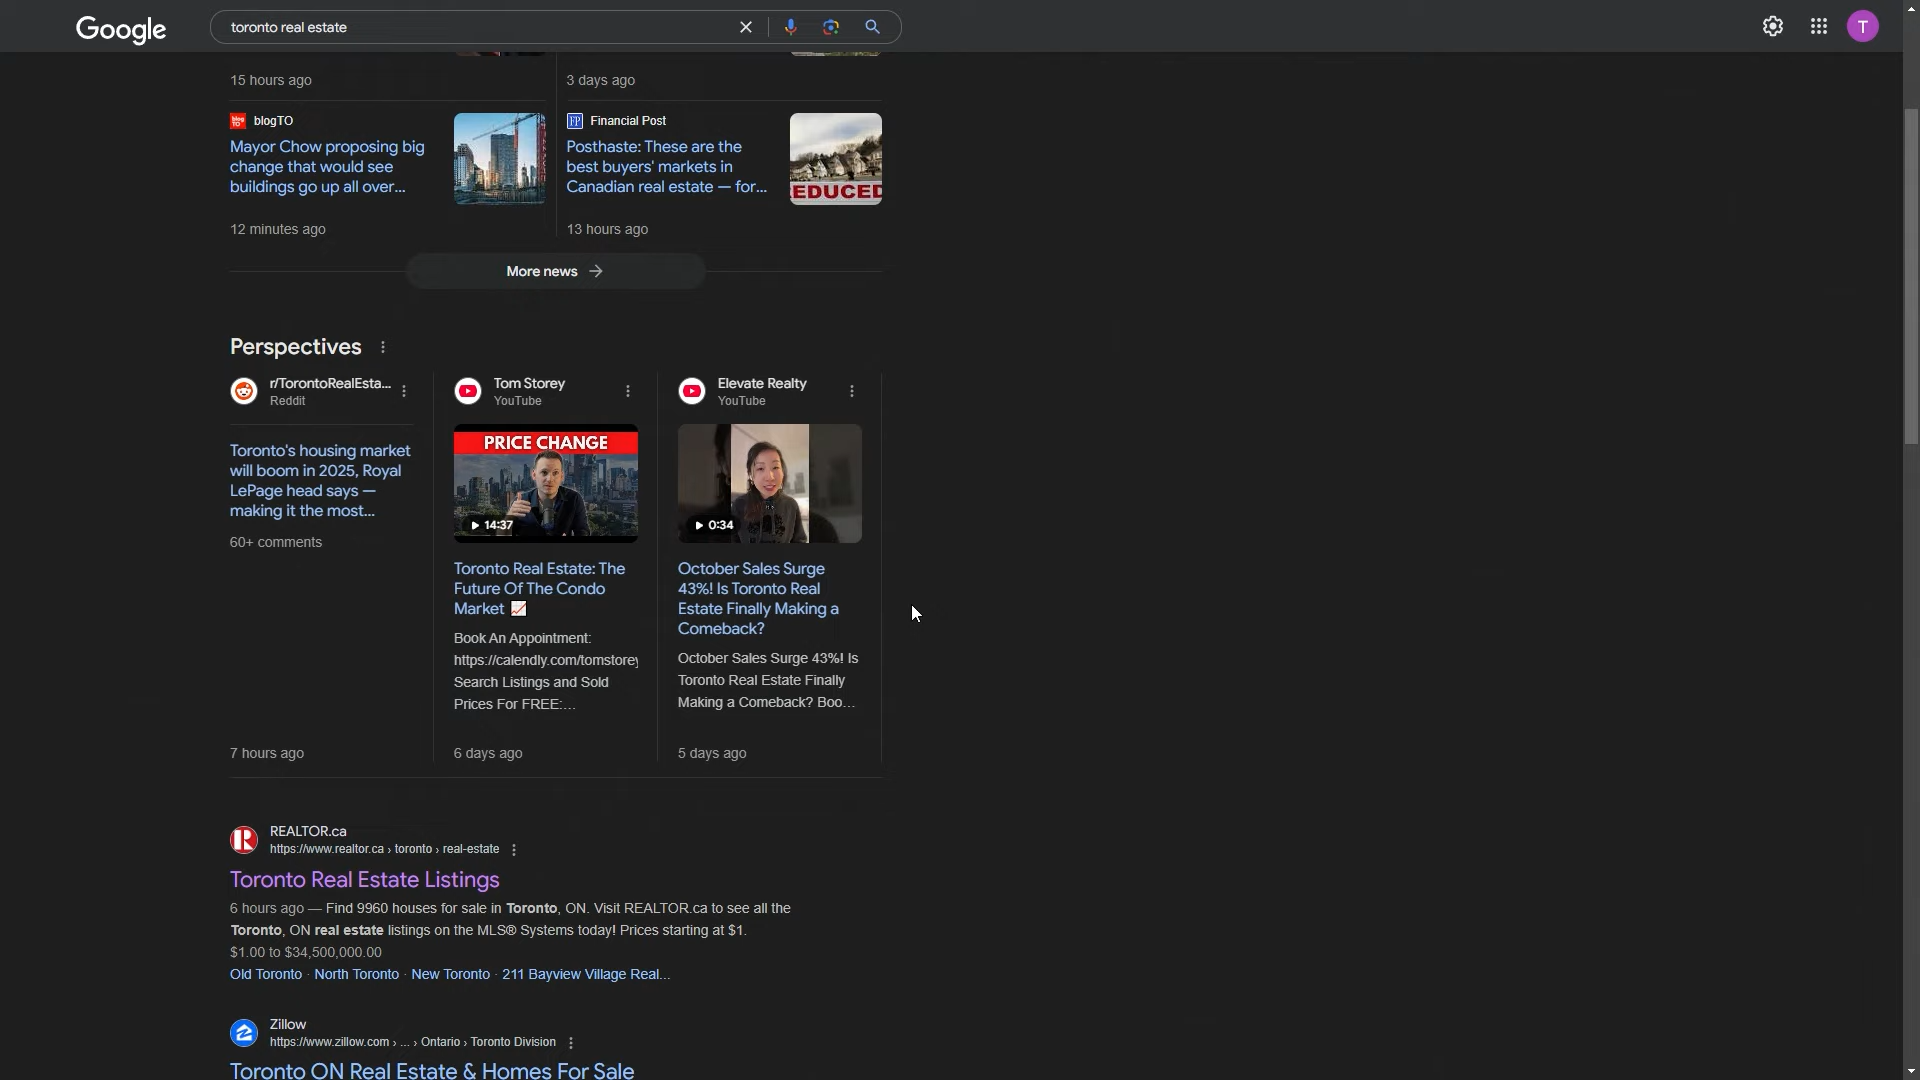 Google
toronto real estate
T
15 hours ago
3 days ago
blogTO
Mayor Chow proposing big
change that would see
buildings go up all over...
12 minutes ago
Financial Post
Posthaste: These are the
best buyers' markets in
Canadian real estate — for...
EDUCED
13 hours ago
More news
Perspectives
r/TorontoRealEsta...
Reddit
Toronto's housing market
will boom in 2025, Royal
LePage head says —
making it the most...
60+ comments
7 hours ago
Tom Storey
YouTube
PRICE CHANGE
14:37
Toronto Real Estate: The
Future Of The Condo
Market 📈
Book An Appointment:
https://calendly.com/tomstorey
Search Listings and Sold
Prices For FREE:...
6 days ago
Elevate Realty
YouTube
0:34
October Sales Surge
43%! Is Toronto Real
Estate Finally Making a
Comeback?
October Sales Surge 43%! Is
Toronto Real Estate Finally
Making a Comeback? Boo...
5 days ago
REALTOR.ca
https://www.realtor.ca › toronto › real-estate
Toronto Real Estate Listings
6 hours ago — Find 9960 houses for sale in Toronto, ON. Visit REALTOR.ca to see all the
Toronto, ON real estate listings on the MLS® Systems today! Prices starting at $1.
$1.00 to $34,500,000.00
Old Toronto · North Toronto · New Toronto · 211 Bayview Village Real...
Zillow
https://www.zillow.com › ... › Ontario › Toronto Division
Toronto ON Real Estate & Homes For Sale